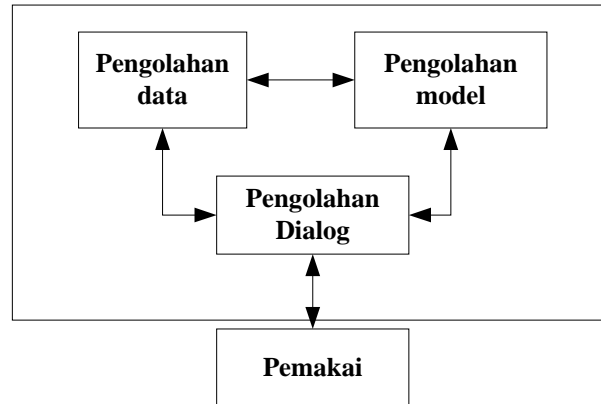 Pengolahan
data
Pengolahan
model
Pengolahan
Dialog
Pemakai